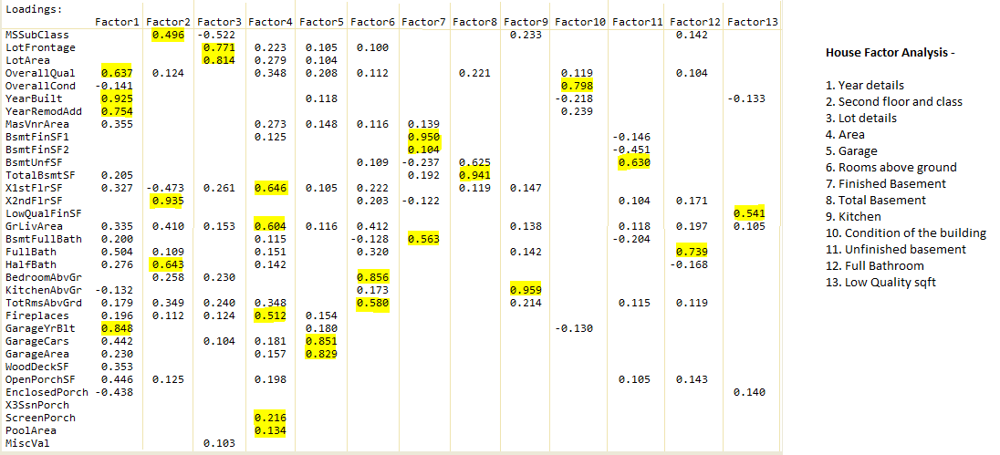 Loadings:
Factor1 Factor2 Factor3 Factor4 Factor5 Factor6 Factor7 Factor8 Factor9 Factor10 Factor11 Factor12 Factor13
MSSubClass 0.496 -0.522 0.233 0.142
LotFrontage 0.771 0.223 0.105 0.100
LotArea 0.814 0.279 0.104
OverallQual 0.637 0.124 0.348 0.208 0.112 0.221 0.119 0.104
OverallCond -0.141 0.798
YearBuilt 0.925 0.118 -0.218 -0.133
YearRemodAdd 0.754 0.239
MasVnrArea 0.355 0.273 0.148 0.116 0.139
BsmtFinSF1 0.125 0.950 -0.146
BsmtFinSF2 0.104 -0.451
BsmtUnfSF 0.109 -0.237 0.625 0.630
TotalBsmtSF 0.205 0.192 0.941
X1stFlrSF 0.327 -0.473 0.261 0.646 0.105 0.222 0.119 0.147
X2ndFlrSF 0.935 0.203 -0.122 0.104 0.171
LowQualFinSF 0.541
GrLivArea 0.335 0.410 0.153 0.604 0.116 0.412 0.138 0.118 0.197 0.105
BsmtFullBath 0.200 0.115 -0.128 0.563 -0.204
FullBath 0.504 0.109 0.151 0.320 0.142 0.739
HalfBath 0.276 0.643 0.142 -0.168
BedroomAbvGr 0.258 0.230 0.856
KitchenAbvGr -0.132 0.173 0.959
TotRmsAbvGrd 0.179 0.349 0.240 0.348 0.580 0.214 0.115 0.119
Fireplaces 0.196 0.112 0.124 0.512 0.154
GarageYrBlt 0.848 0.180 -0.130
GarageCars 0.442 0.104 0.181 0.851
GarageArea 0.230 0.157 0.829
WoodDeckSF 0.353
OpenPorchSF 0.446 0.125 0.198 0.105 0.143
EnclosedPorch -0.438 0.140
X3SsnPorch
ScreenPorch 0.216
PoolArea 0.134
MiscVal 0.103
House Factor Analysis -
1. Year details
2. Second floor and class
3. Lot details
4. Area
5. Garage
6. Rooms above ground
7. Finished Basement
8. Total Basement
9. Kitchen
10. Condition of the building
11. Unfinished basement
12. Full Bathroom
13. Low Quality sqft